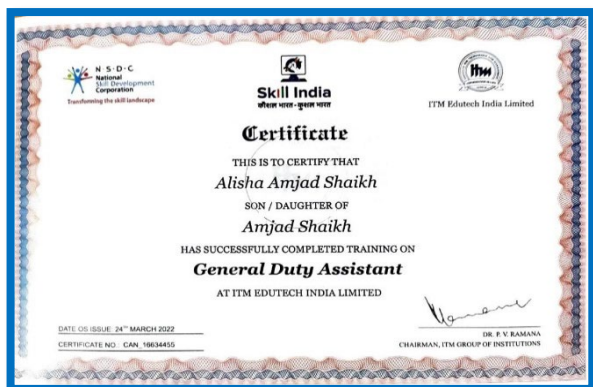 N·S·D·C
National
Skill Development
Corporation
Transforming the skill landscape
Skill India
कौशल भारत - कुशल भारत
itm
ITM Edutech India Limited
Certificate
THIS IS TO CERTIFY THAT
Alisha Amjad Shaikh
SON / DAUGHTER OF
Amjad Shaikh
HAS SUCCESSFULLY COMPLETED TRAINING ON
General Duty Assistant
AT ITM EDUTECH INDIA LIMITED
DATE OS ISSUE: 24TH MARCH 2022
CERTIFICATE NO : CAN_16634455
DR. P. V. RAMANA
CHAIRMAN, ITM GROUP OF INSTITUTIONS